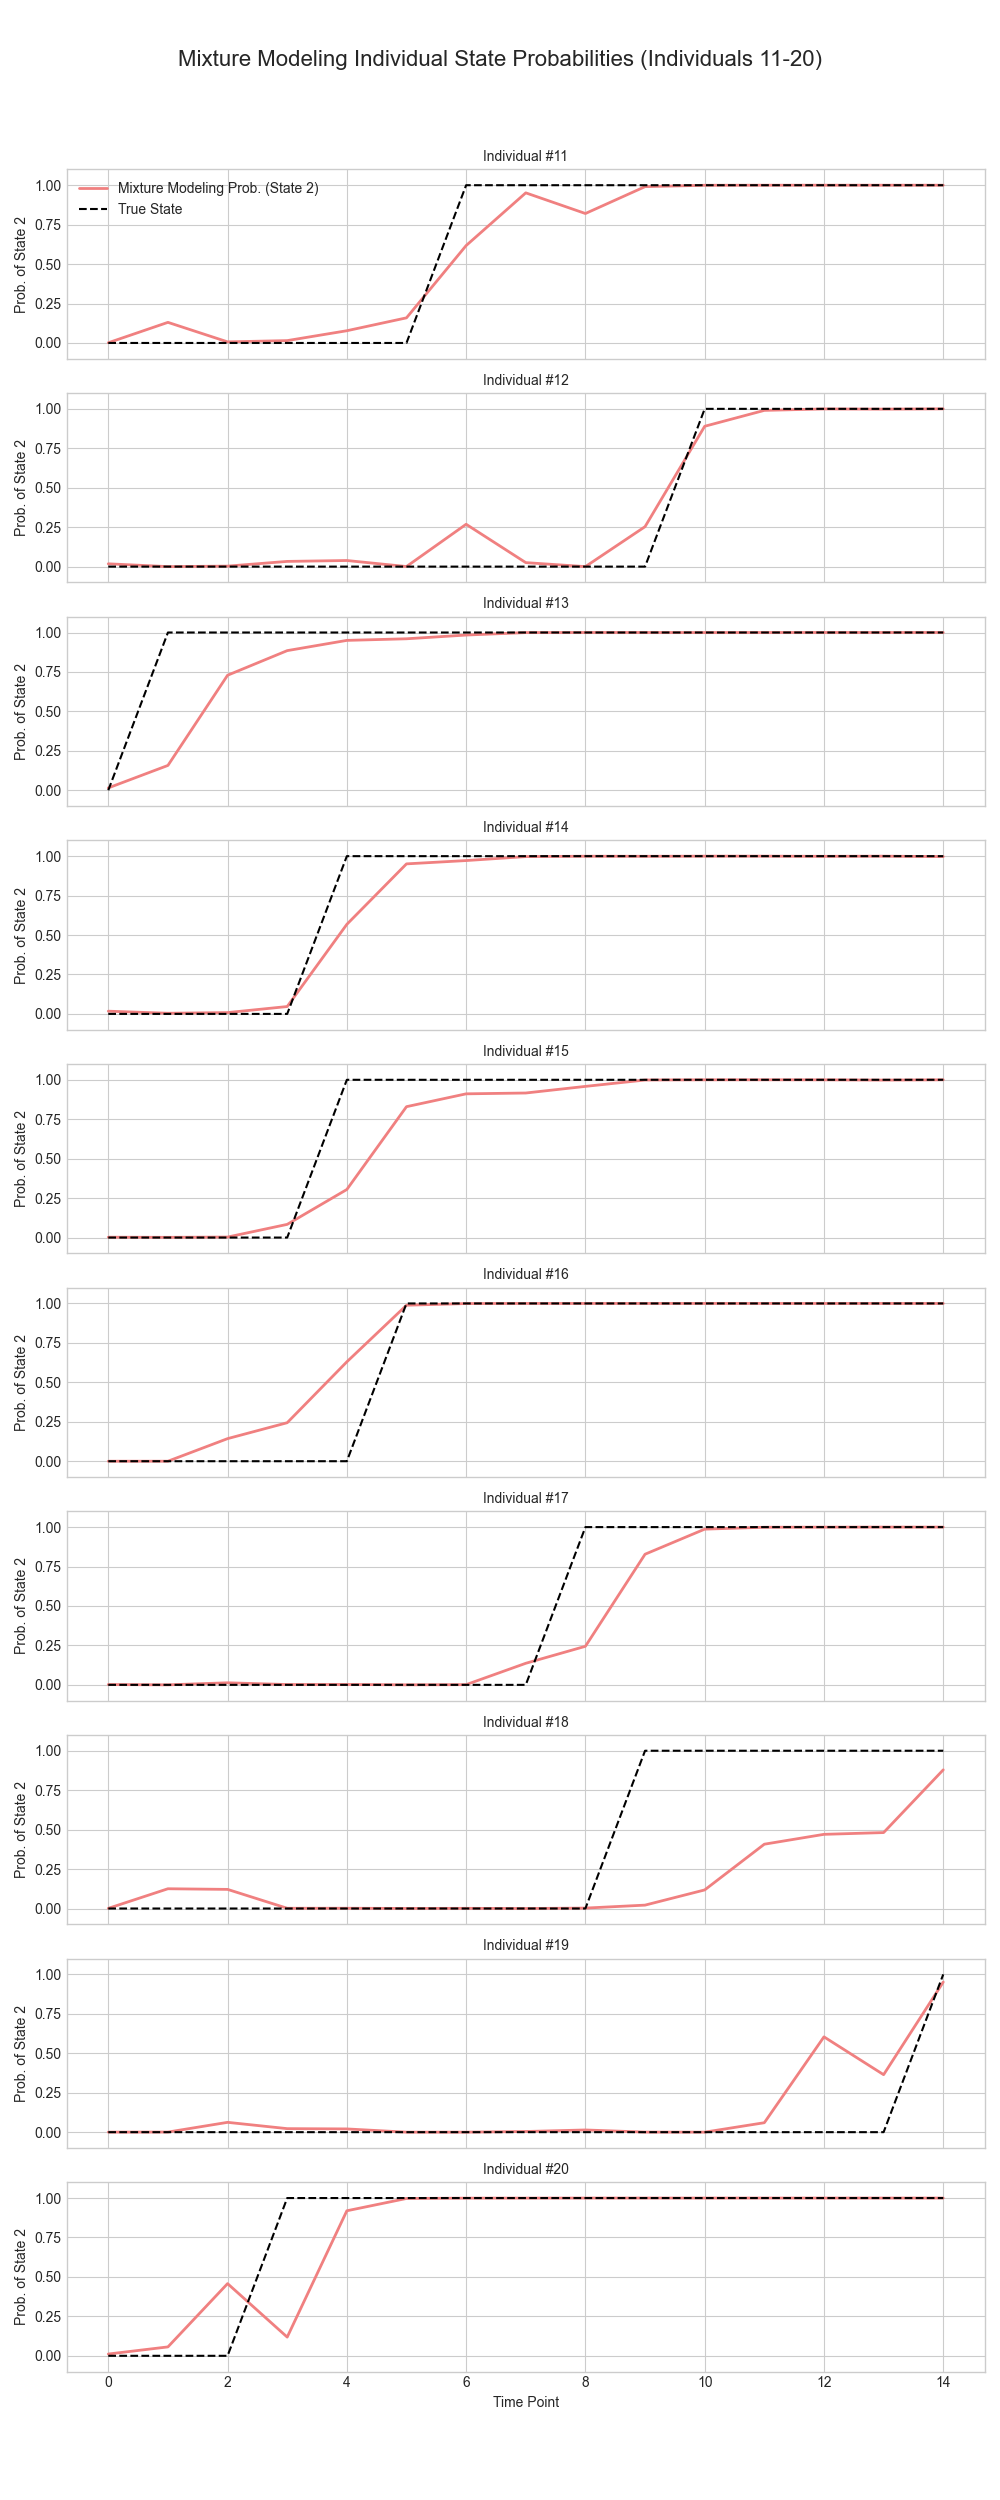 Mixture Modeling Individual State Probabilities (Individuals 11-20)
Individual #11
Mixture Modeling Prob. (State 2)
True State
Prob. of State 2
1.00
0.75
0.50
0.25
0.00
Individual #12
Prob. of State 2
1.00
0.75
0.50
0.25
0.00
Individual #13
Prob. of State 2
1.00
0.75
0.50
0.25
0.00
Individual #14
Prob. of State 2
1.00
0.75
0.50
0.25
0.00
Individual #15
Prob. of State 2
1.00
0.75
0.50
0.25
0.00
Individual #16
Prob. of State 2
1.00
0.75
0.50
0.25
0.00
Individual #17
Prob. of State 2
1.00
0.75
0.50
0.25
0.00
Individual #18
Prob. of State 2
1.00
0.75
0.50
0.25
0.00
Individual #19
Prob. of State 2
1.00
0.75
0.50
0.25
0.00
Individual #20
Prob. of State 2
1.00
0.75
0.50
0.25
0.00
0 2 4 6 8 10 12 14
Time Point